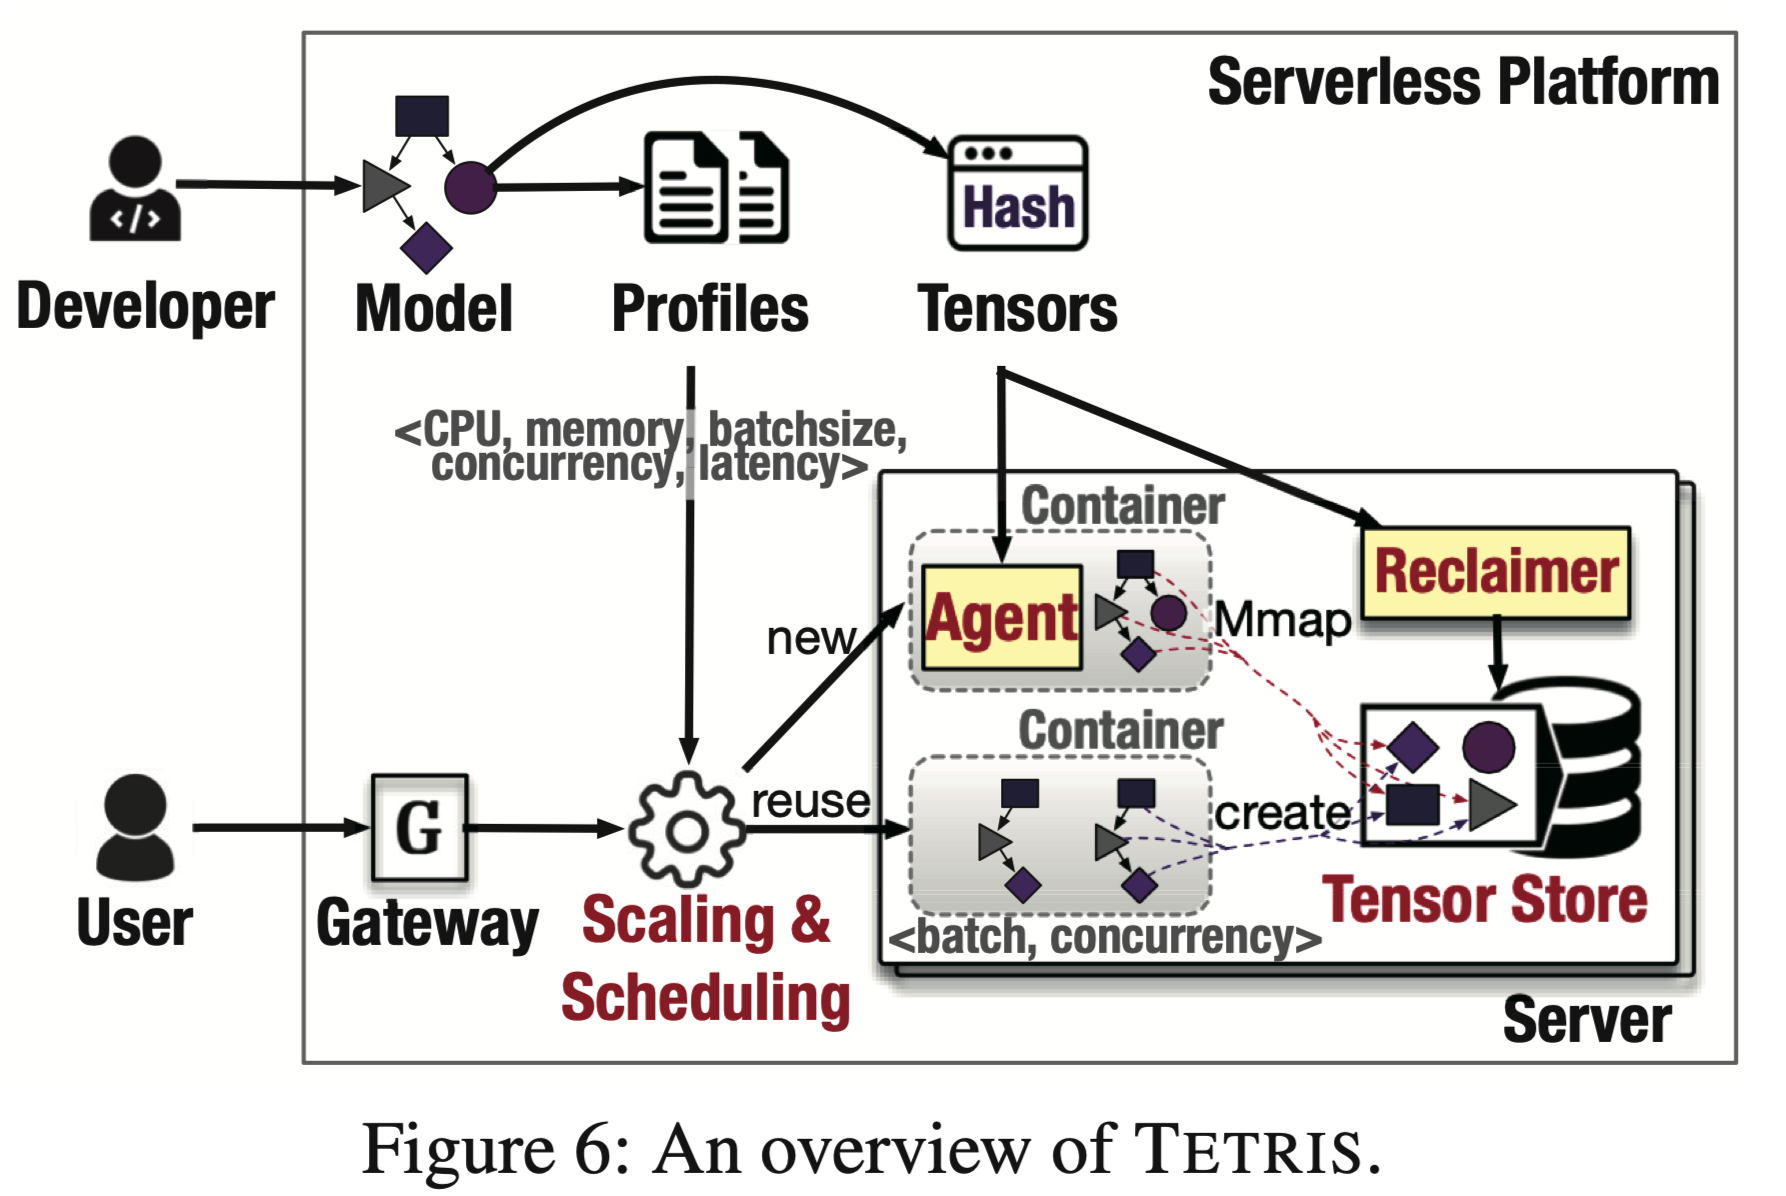 Serverless Platform
</>
Hash
Developer
Model
Profiles
Tensors
<CPU, memory, batchsize,
concurrency, latency>
Container
Agent
Reclaimer
new
Mmap
Container
reuse
create
G
User
Gateway
Scaling &
Scheduling
Tensor Store
<batch, concurrency>
Server
Figure 6: An overview of TETRIS.